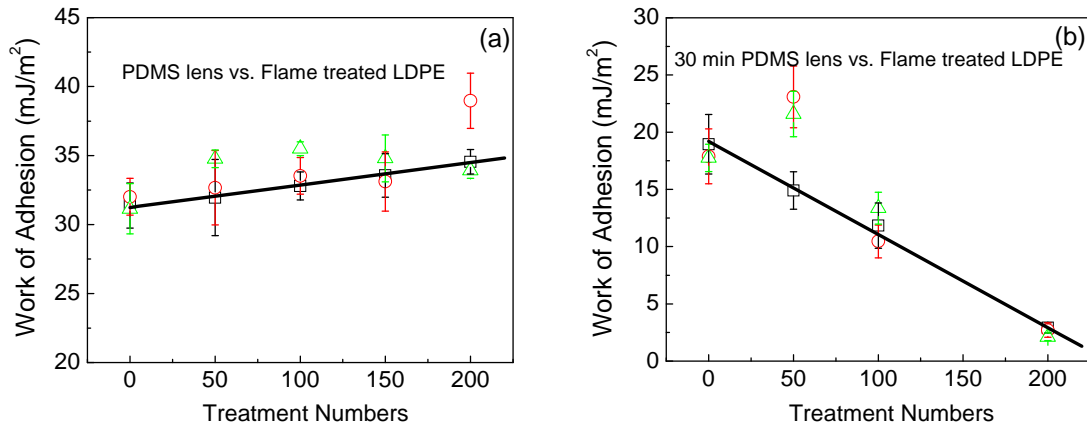 (a)
PDMS lens vs. Flame treated LDPE
Work of Adhesion (mJ/m²)
45
40
35
30
25
20
0 50 100 150 200
Treatment Numbers
(b)
30 min PDMS lens vs. Flame treated LDPE
Work of Adhesion (mJ/m²)
30
25
20
15
10
5
0
0 50 100 150 200
Treatment Numbers